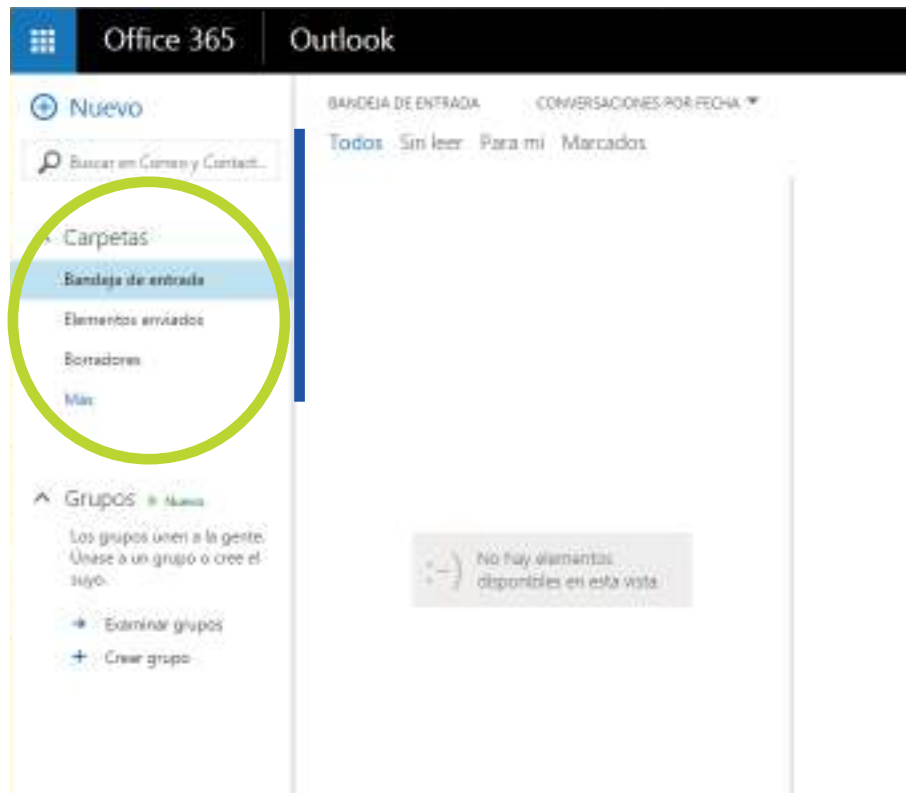 Office 365 Outlook
Nuevo
Buscar en Correo y Contact...
Carpetas
Bandeja de entrada
Elementos enviados
Borradores
Más
Grupos Nuevo
Los grupos unen a la gente.
Únase a un grupo o cree el
suyo.
Examinar grupos
Crear grupo
BANDEJA DE ENTRADA CONVERSACIONES POR FECHA
Todos Sin leer Para mi Marcados
:-)
No hay elementos
disponibles en esta vista.